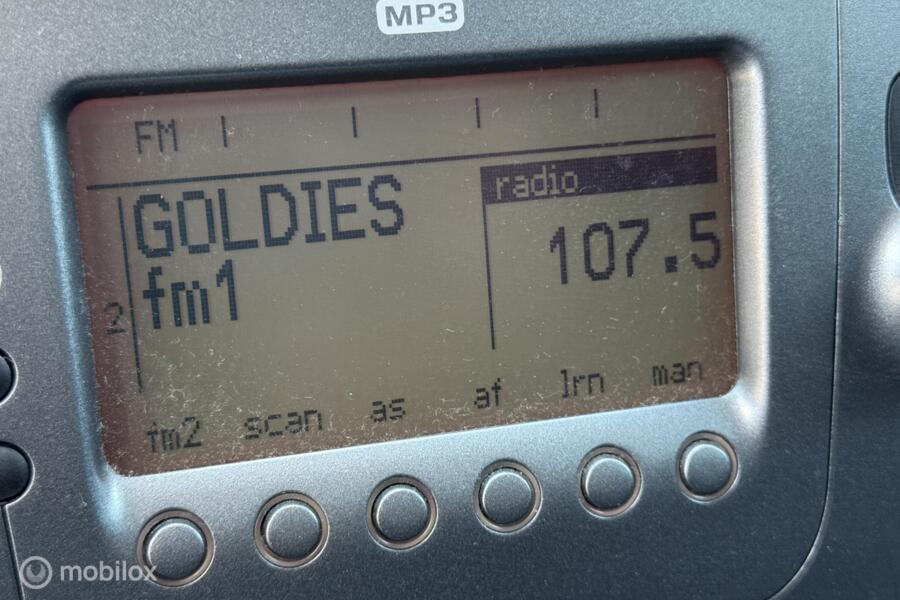 MP3
FM
GOLDIES
radio
107.5
fm1
2
fm2 scan as af lrn man
mobilox